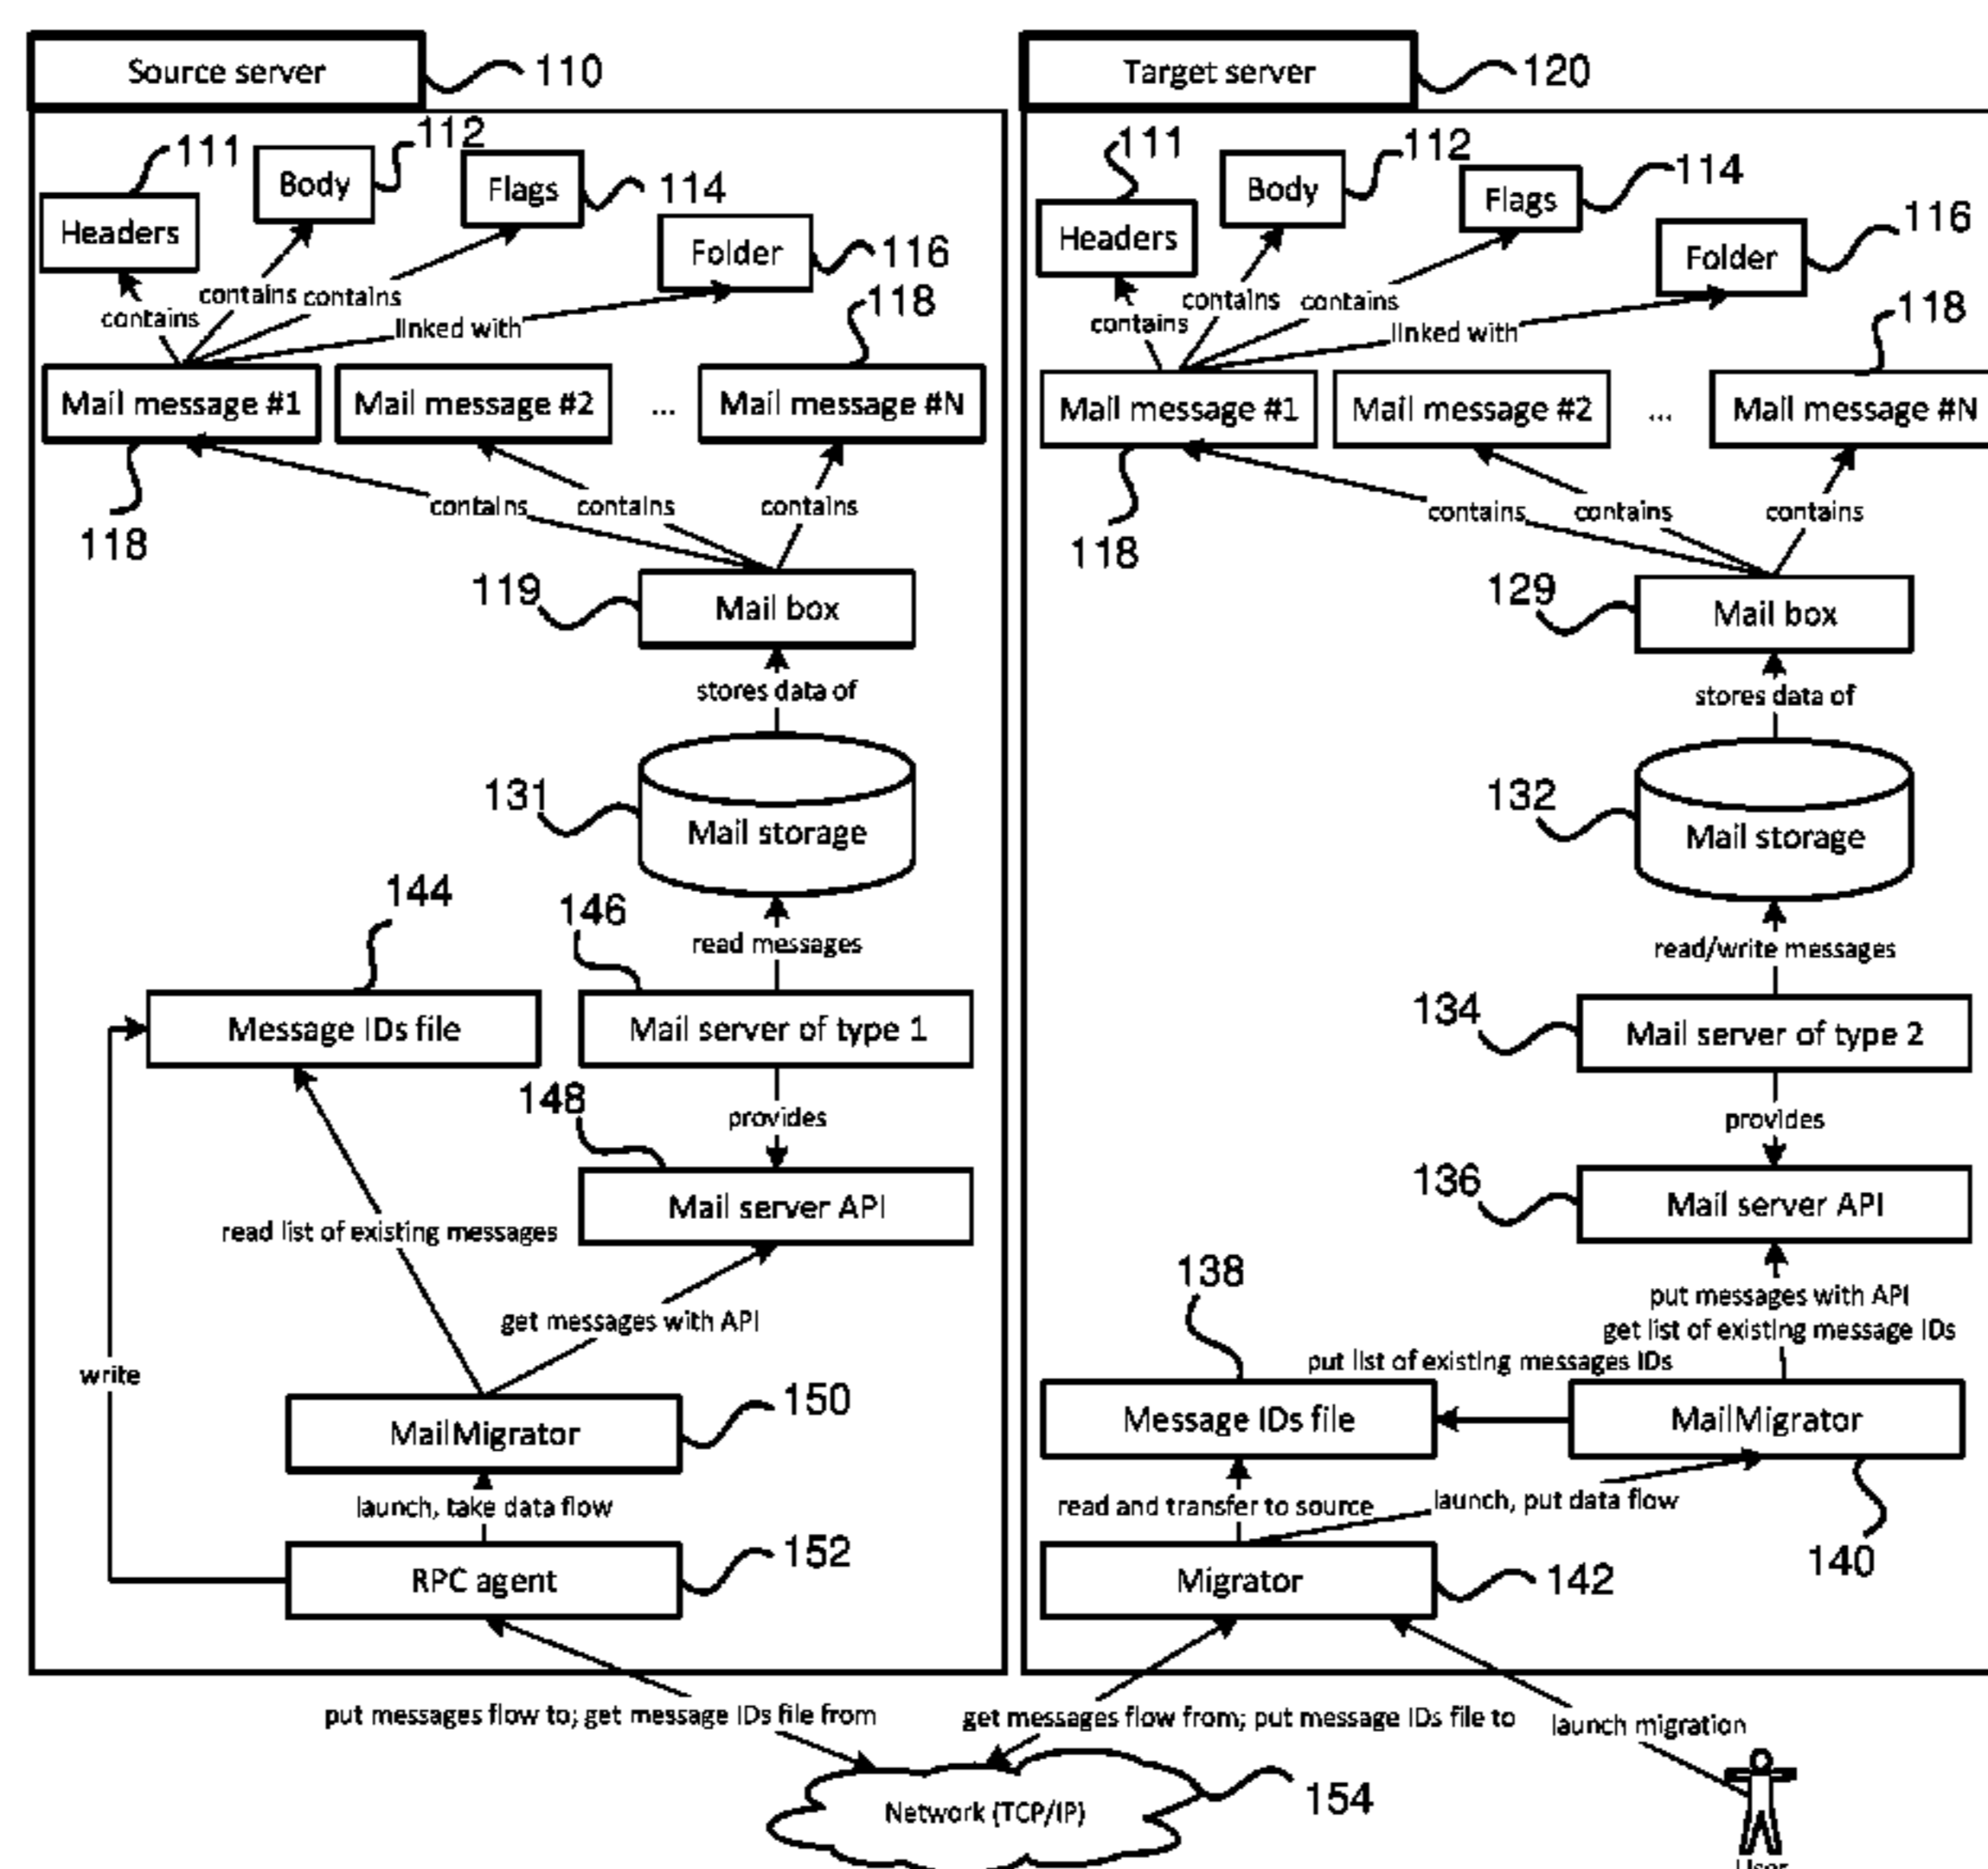 Source server
110
111
112
Body
Flags
114
Headers
Folder
116
contains
contains
contains
linked with
118
Mail message #1
Mail message #2
...
Mail message #N
contains
contains
contains
118
119
Mail box
stores data of
131
Mail storage
144
146
read messages
Message IDs file
Mail server of type 1
148
provides
Mail server API
read list of existing messages
get messages with API
write
150
MailMigrator
launch, take data flow
152
RPC agent
Target server
120
111
112
Body
Flags
114
Headers
Folder
116
contains
contains
contains
linked with
118
Mail message #1
Mail message #2
...
Mail message #N
contains
contains
contains
118
129
Mail box
stores data of
132
Mail storage
read/write messages
134
Mail server of type 2
provides
136
Mail server API
138
put messages with API
get list of existing message IDs
put list of existing messages IDs
Message IDs file
MailMigrator
read and transfer to source
launch, put data flow
140
Migrator
142
put messages flow to; get message IDs file from
get messages flow from; put message IDs file to
launch migration
Network (TCP/IP)
154
User